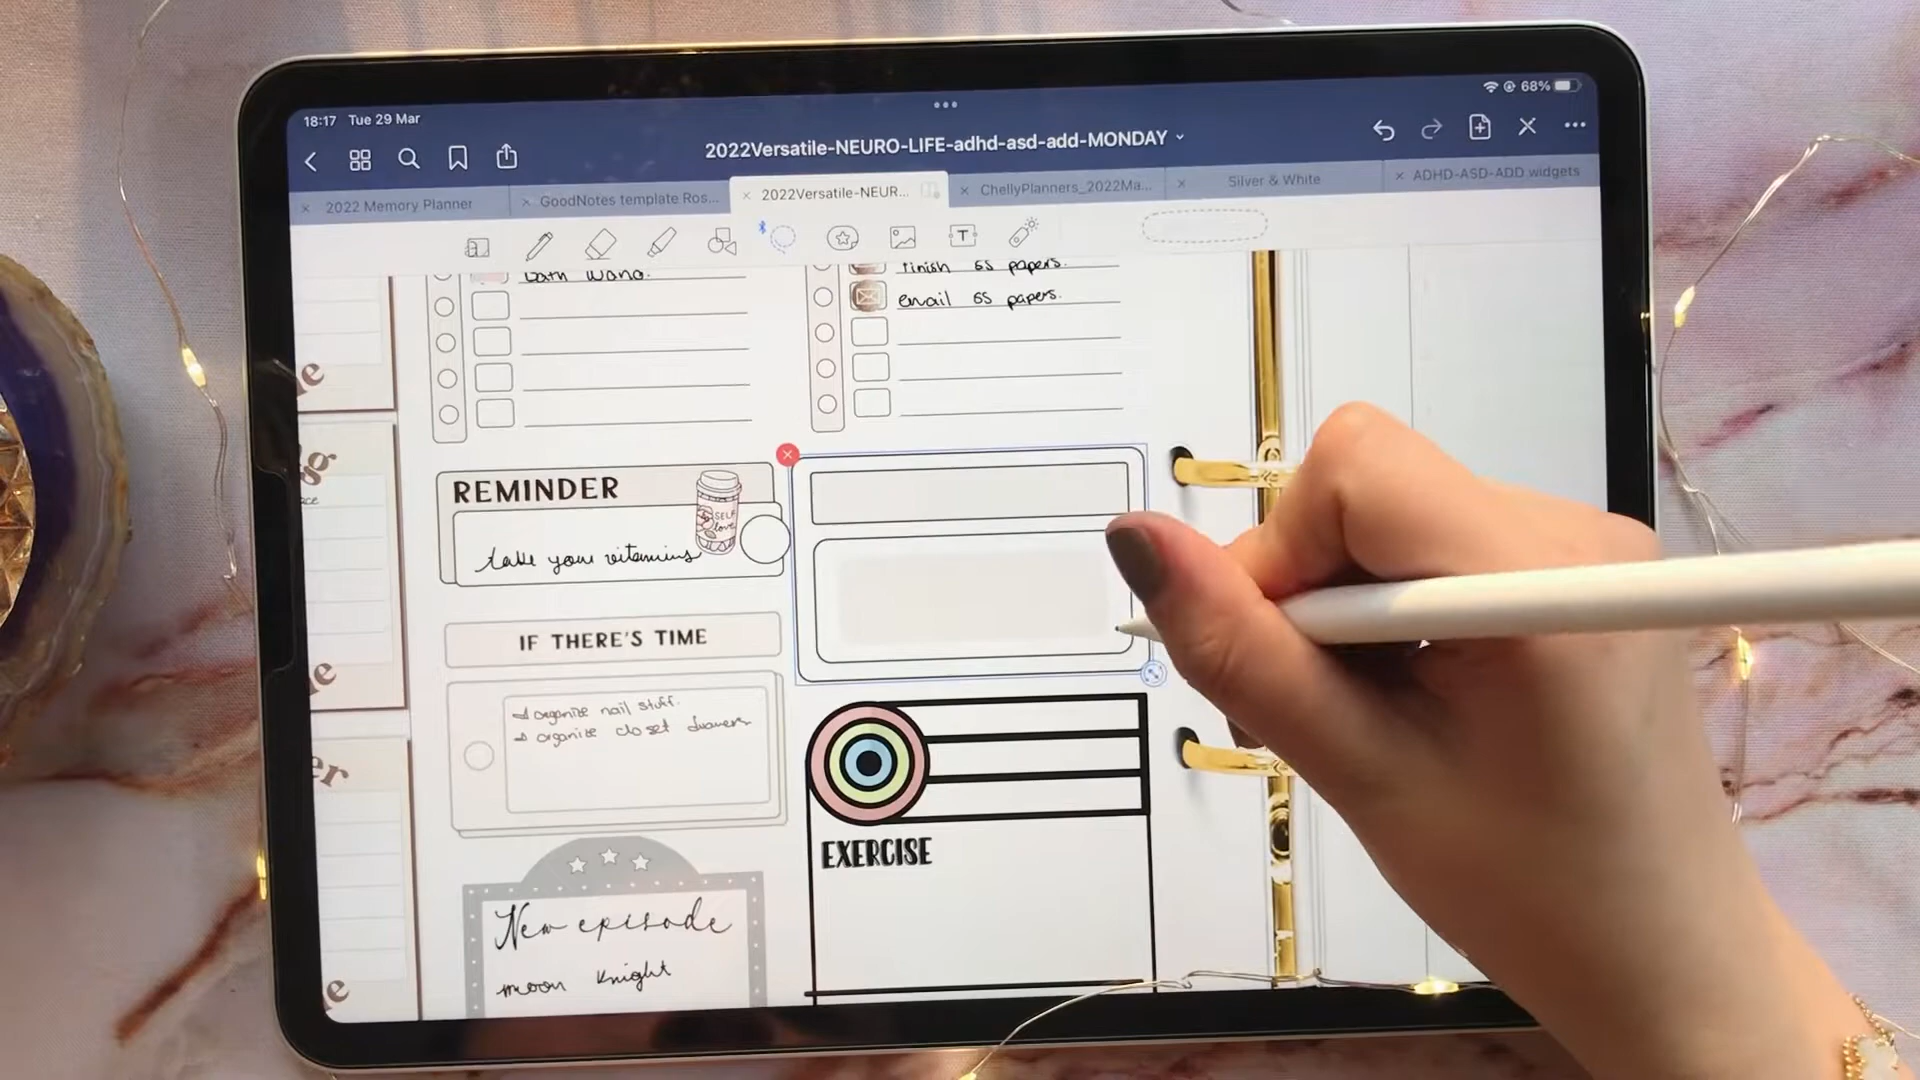 18:17 Tue 29 Mar
68%
2022Versatile-NEURO-LIFE-adhd-asd-add-MONDAY
2022 Memory Planner
GoodNotes template Ros...
2022Versatile-NEUR...
ChellyPlanners_2022Ma...
Silver & White
ADHD-ASD-ADD widgets
T
finish GS papers.
email GS papers.
REMINDER
SELF
love
take your vitamins
IF THERE'S TIME
organize nail stuff.
organize closet drawers
EXERCISE
New episode
moon knight